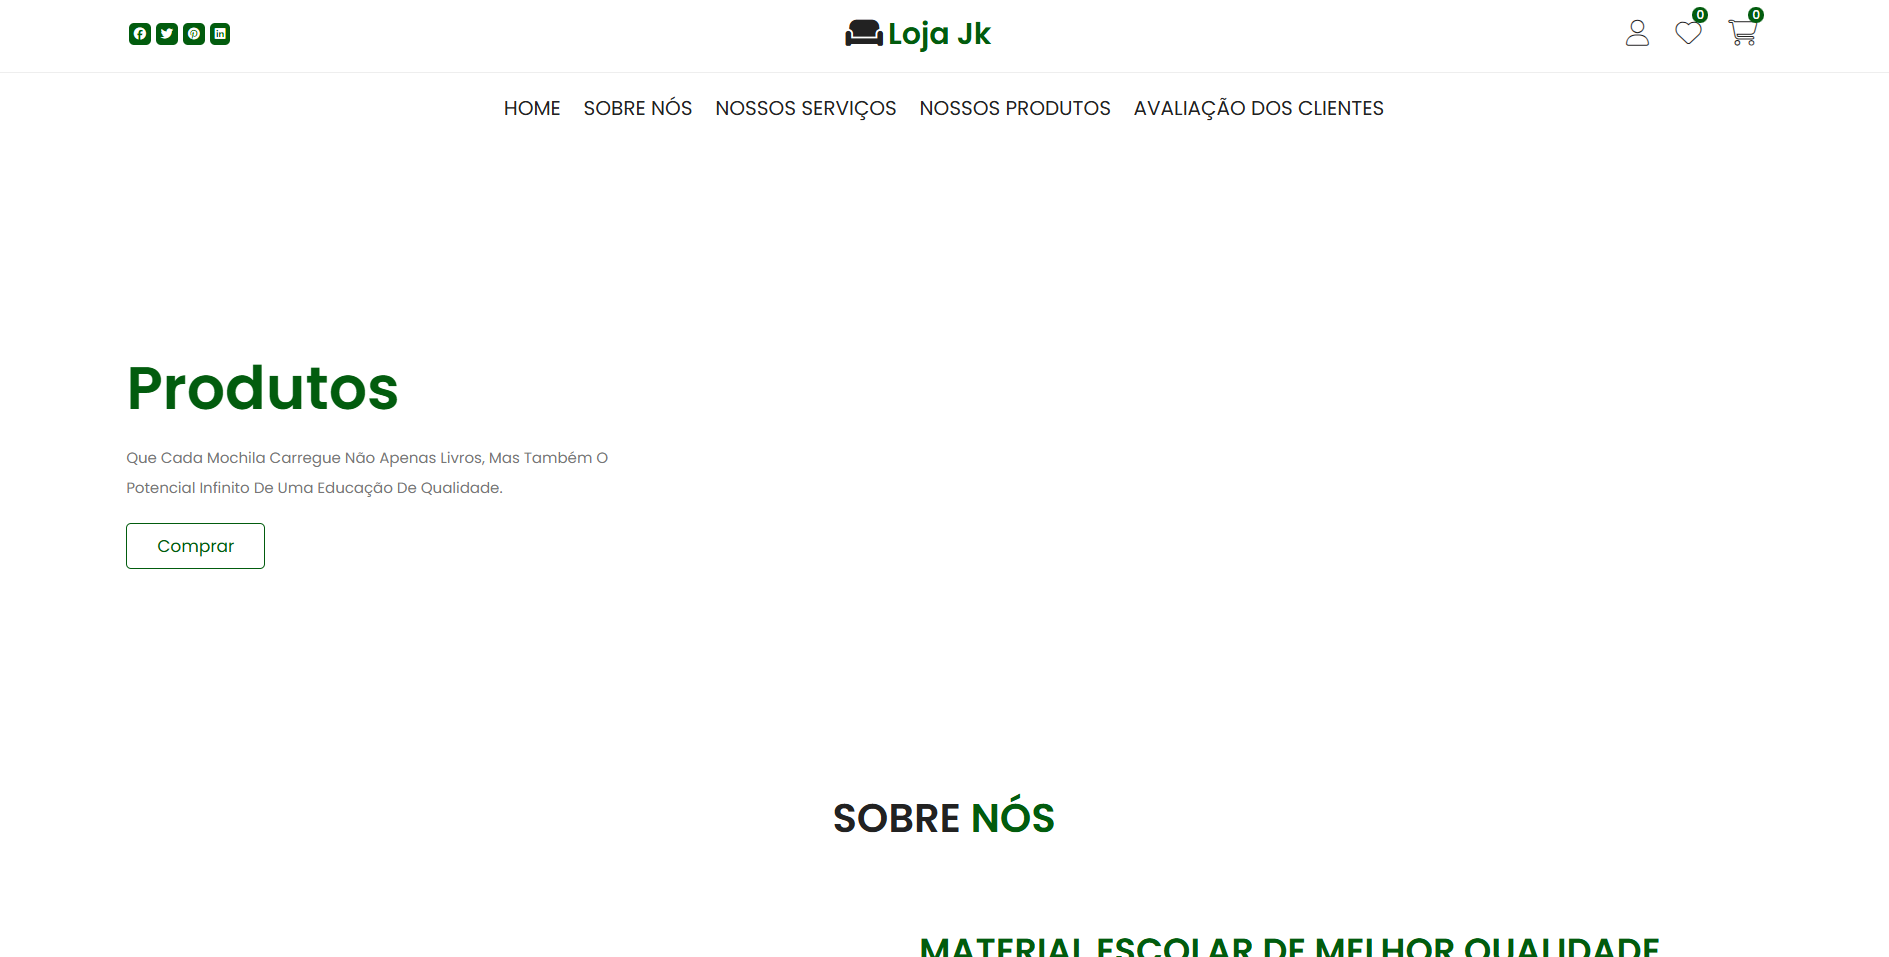 Loja Jk
0
0
HOME SOBRE NÓS NOSSOS SERVIÇOS NOSSOS PRODUTOS AVALIAÇÃO DOS CLIENTES
Produtos
Que Cada Mochila Carregue Não Apenas Livros, Mas Também O
Potencial Infinito De Uma Educação De Qualidade.
Comprar
SOBRE NÓS
MATERIAL ESCOLAR DE MELHOR QUALIDADE